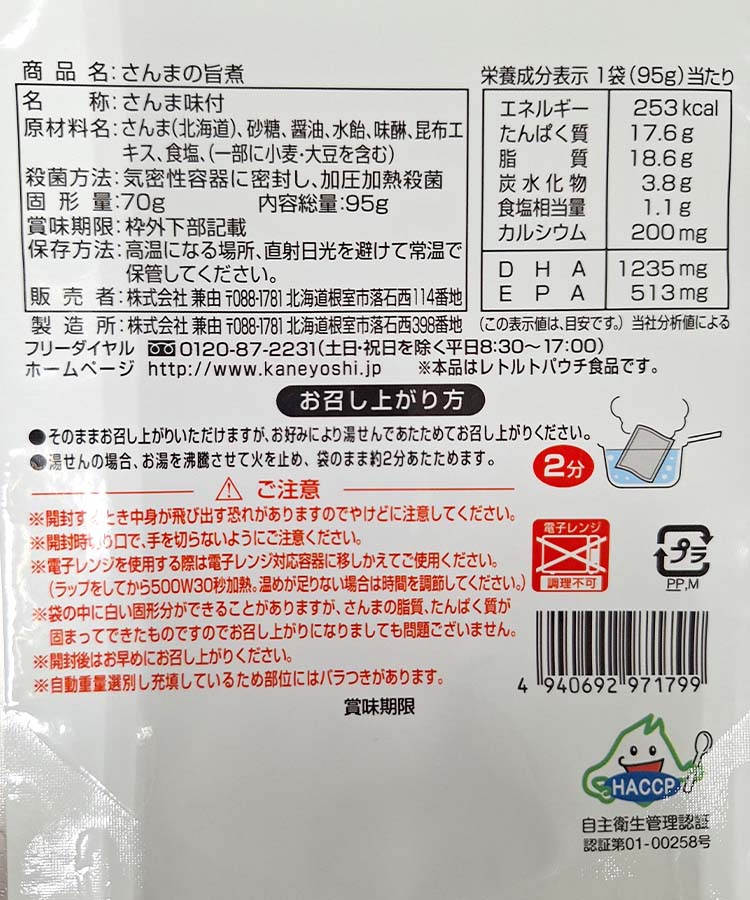 商品名:さんまの旨煮
名称:さんま味付
原材料名:さんま(北海道)、砂糖、醤油、水飴、味醂、昆布エ
キス、食塩、(一部に小麦・大豆を含む)
殺菌方法:気密性容器に密封し、加圧加熱殺菌
固形量:70g 内容総量:95g
賞味期限:枠外下部記載
保存方法:高温になる場所、直射日光を避けて常温で
保管してください。
販売者:株式会社 兼由 〒088-1781 北海道根室市落石西114番地
製造所:株式会社 兼由 〒088-1781 北海道根室市落石西398番地
栄養成分表示 1袋(95g)当たり
エネルギー 253kcal
たんぱく質 17.6g
脂質 18.6g
炭水化物 3.8g
食塩相当量 1.1g
カルシウム 200mg
DHA 1235mg
EPA 513mg
(この表示値は、目安です。) 当社分析値による
フリーダイヤル 0120-87-2231(土日・祝日を除く平日8:30〜17:00)
ホームページ http://www.kaneyoshi.jp ※本品はレトルトパウチ食品です。
お召し上がり方
●そのままお召し上がりいただけますが、お好みにより湯せんであたためてお召し上がりください。
●湯せんの場合、お湯を沸騰させて火を止め、袋のまま約2分あたためます。
2分
ご注意
※開封するとき中身が飛び出す恐れがありますのでやけどに注意してください。
※開封時切り口で、手を切らないようにご注意ください。
※電子レンジを使用する際は電子レンジ対応容器に移しかえてご使用ください。
(ラップをしてから500W30秒加熱。温めが足りない場合は時間を調節してください。)
※袋の中に白い固形分ができることがありますが、さんまの脂質、たんぱく質が
固まってできたものですのでお召し上がりになりましても問題ございません。
※開封後はお早めにお召し上がりください。
※自動重量選別し充填しているため部位にはバラつきがあります。
電子レンジ
調理不可
プラ
PP,M
4 940692 971799
賞味期限
HACCP
自主衛生管理認証
認証第01-00258号